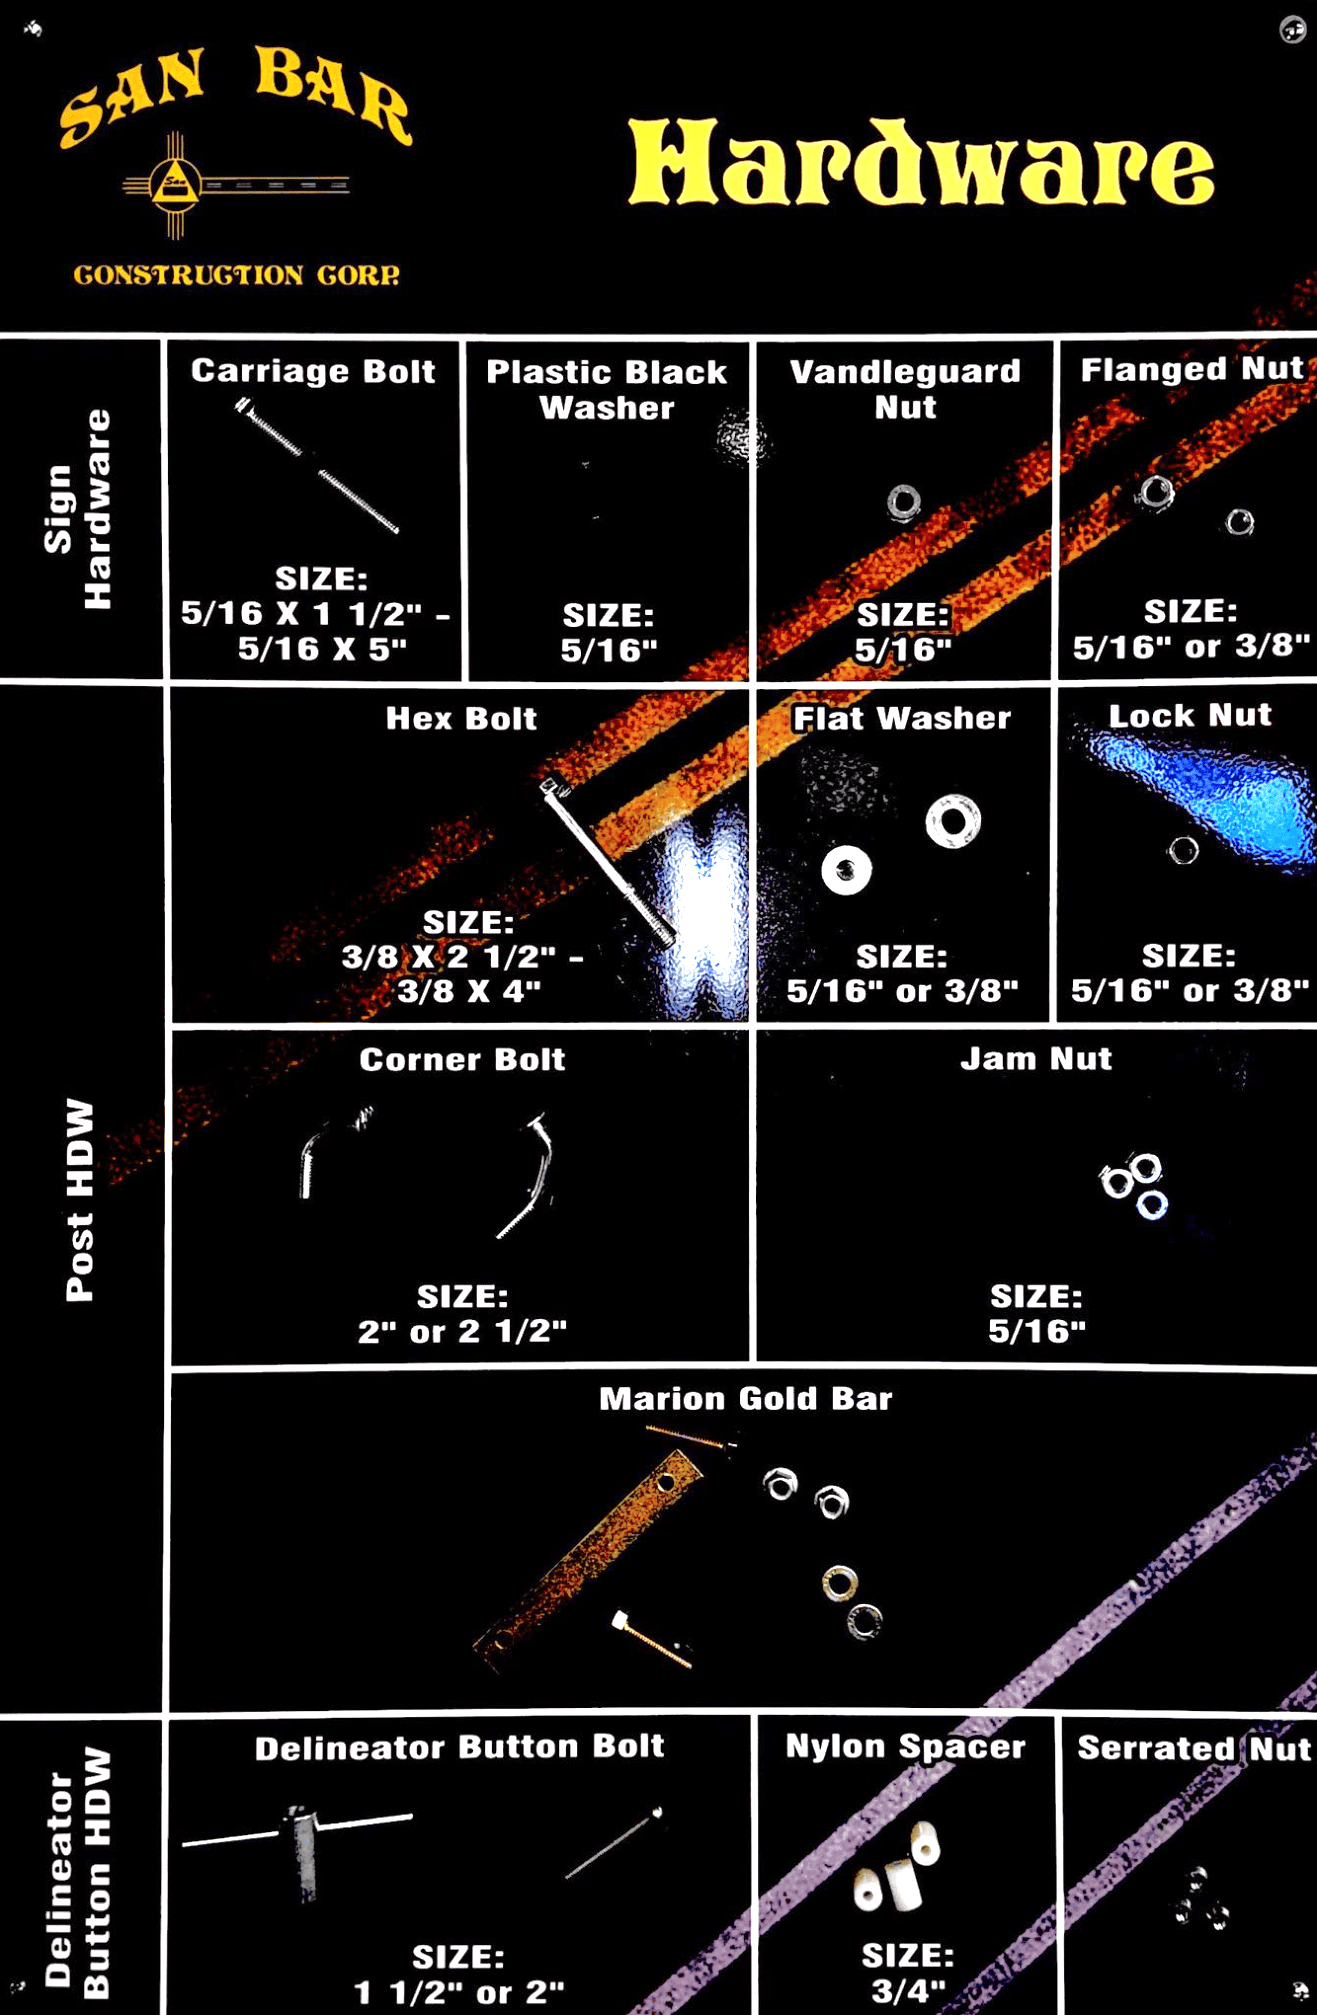 SAN BAR
San
CONSTRUCTION CORP.
Hardware
Sign
Hardware
Carriage Bolt
SIZE:
5/16 X 1 1/2" -
5/16 X 5"
Plastic Black
Washer
SIZE:
5/16"
Vandleguard
Nut
SIZE:
5/16"
Flanged Nut
SIZE:
5/16" or 3/8"
Post HDW
Hex Bolt
SIZE:
3/8 X 2 1/2" -
3/8 X 4"
Flat Washer
SIZE:
5/16" or 3/8"
Lock Nut
SIZE:
5/16" or 3/8"
Corner Bolt
SIZE:
2" or 2 1/2"
Jam Nut
SIZE:
5/16"
Marion Gold Bar
Delineator
Button HDW
Delineator Button Bolt
SIZE:
1 1/2" or 2"
Nylon Spacer
SIZE:
3/4"
Serrated Nut